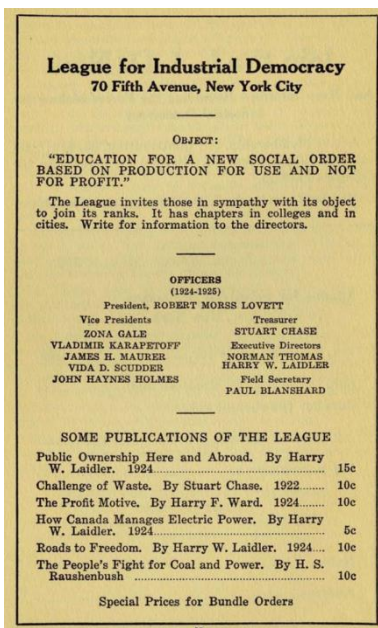 League for Industrial Democracy
70 Fifth Avenue, New York City
OBJECT:
"EDUCATION FOR A NEW SOCIAL ORDER
BASED ON PRODUCTION FOR USE AND NOT
FOR PROFIT."
The League invites those in sympathy with its object
to join its ranks. It has chapters in colleges and in
cities. Write for information to the directors.
OFFICERS
(1924-1925)
President, ROBERT MORSS LOVETT
Vice Presidents
ZONA GALE
VLADIMIR KARAPETOFF
JAMES H. MAURER
VIDA D. SCUDDER
JOHN HAYNES HOLMES
Treasurer
STUART CHASE
Executive Directors
NORMAN THOMAS
HARRY W. LAIDLER
Field Secretary
PAUL BLANSHARD
SOME PUBLICATIONS OF THE LEAGUE
Public Ownership Here and Abroad. By Harry
W. Laidler. 1924 15c
Challenge of Waste. By Stuart Chase. 1922 10c
The Profit Motive. By Harry F. Ward. 1924 10c
How Canada Manages Electric Power. By Harry
W. Laidler. 1924 5c
Roads to Freedom. By Harry W. Laidler. 1924 10c
The People's Fight for Coal and Power. By H. S.
Raushenbush 10c
Special Prices for Bundle Orders